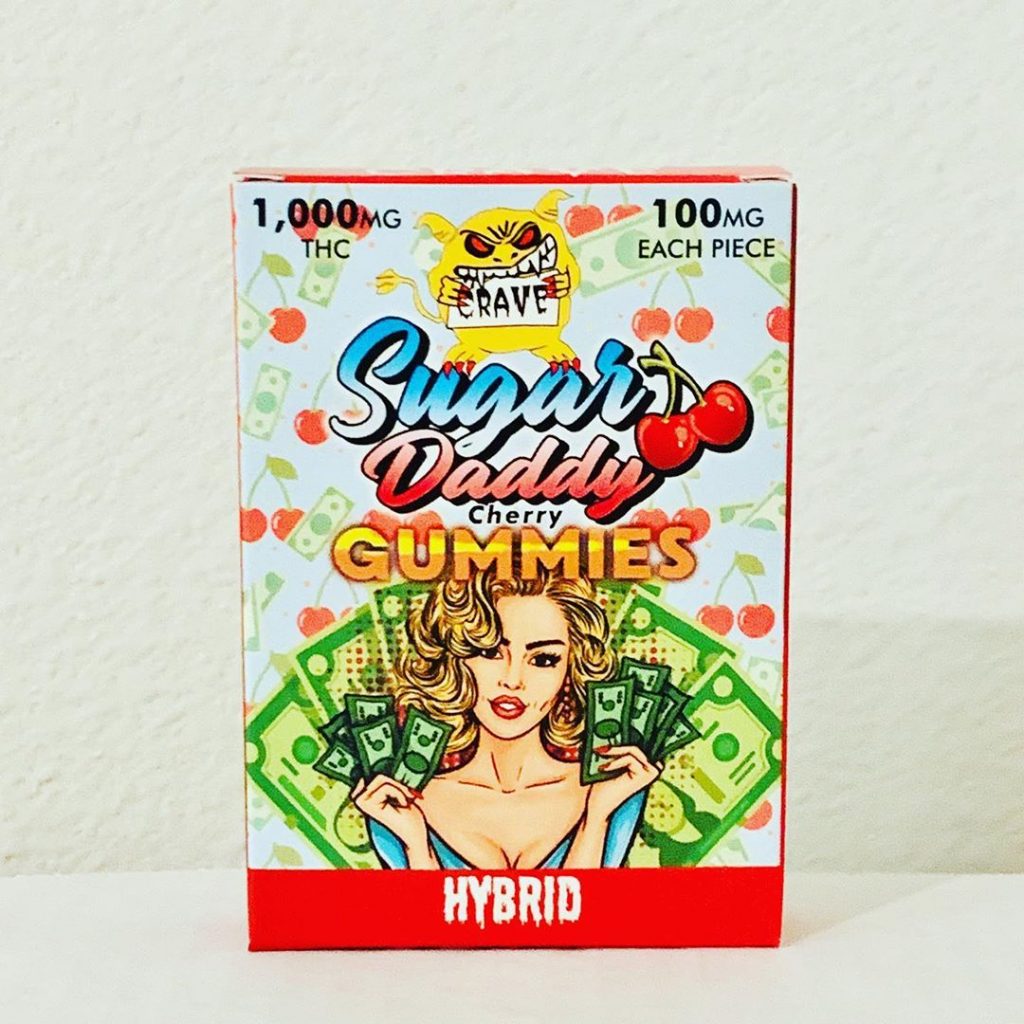 1,000MG
THC
100MG
EACH PIECE
CRAVE
Sugar
Daddy
Cherry
GUMMIES
HYBRID